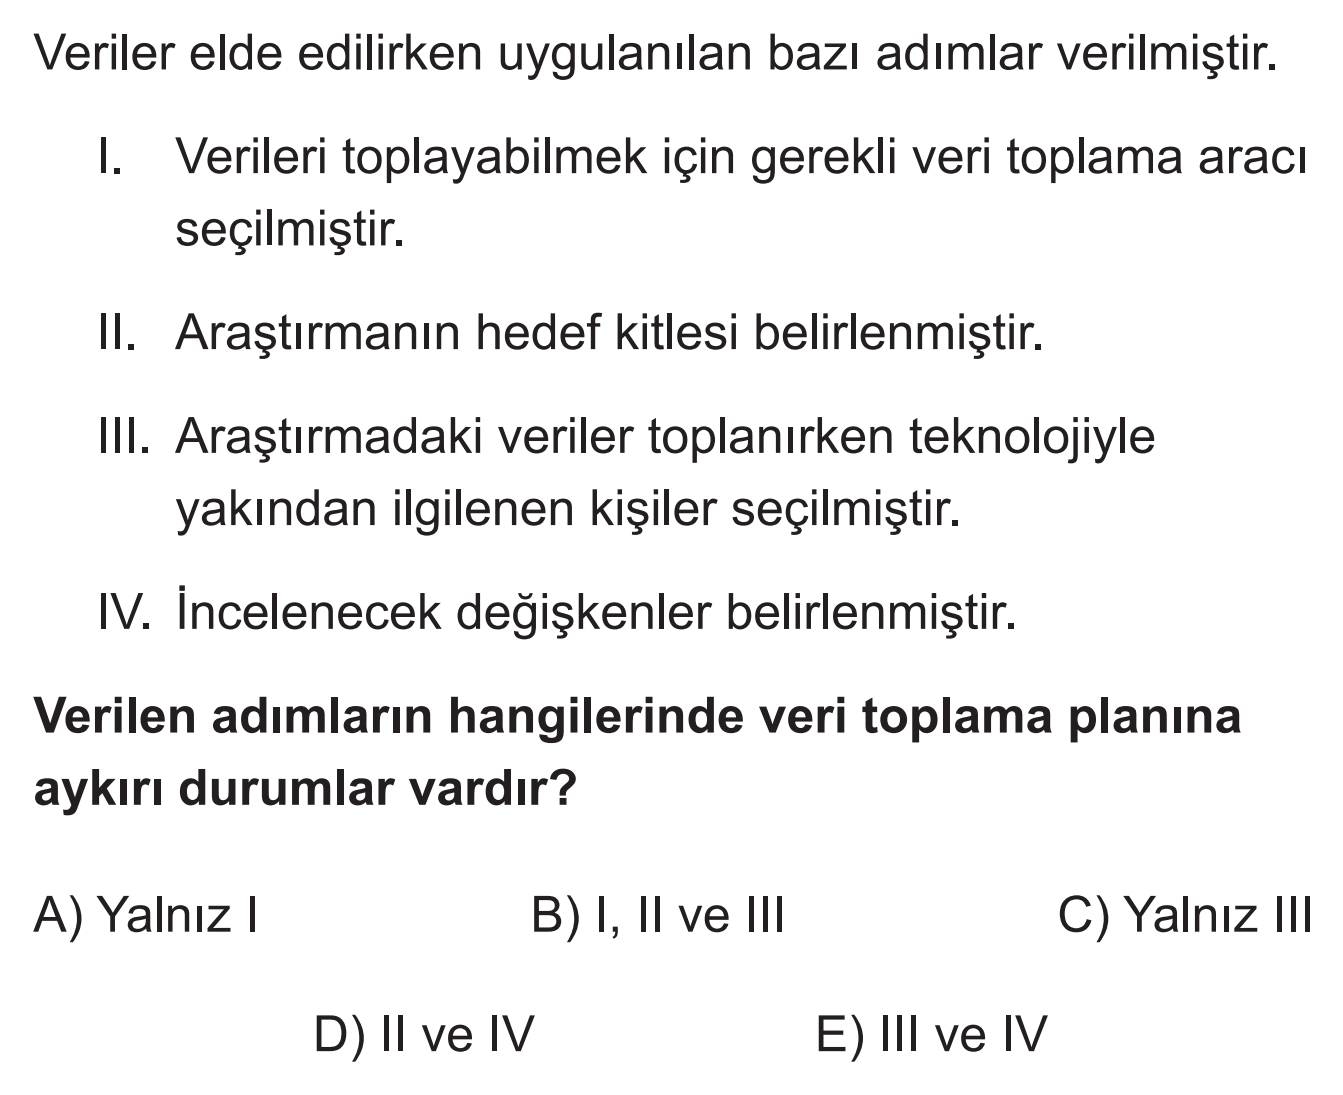 Veriler elde edilirken uygulanılan bazı adımlar verilmiştir.
I. Verileri toplayabilmek için gerekli veri toplama aracı
seçilmiştir.
II. Araştırmanın hedef kitlesi belirlenmiştir.
III. Araştırmadaki veriler toplanırken teknolojiyle
yakından ilgilenen kişiler seçilmiştir.
IV. İncelenecek değişkenler belirlenmiştir.
Verilen adımların hangilerinde veri toplama planına
aykırı durumlar vardır?
A) Yalnız I B) I, II ve III C) Yalnız III
D) II ve IV E) III ve IV